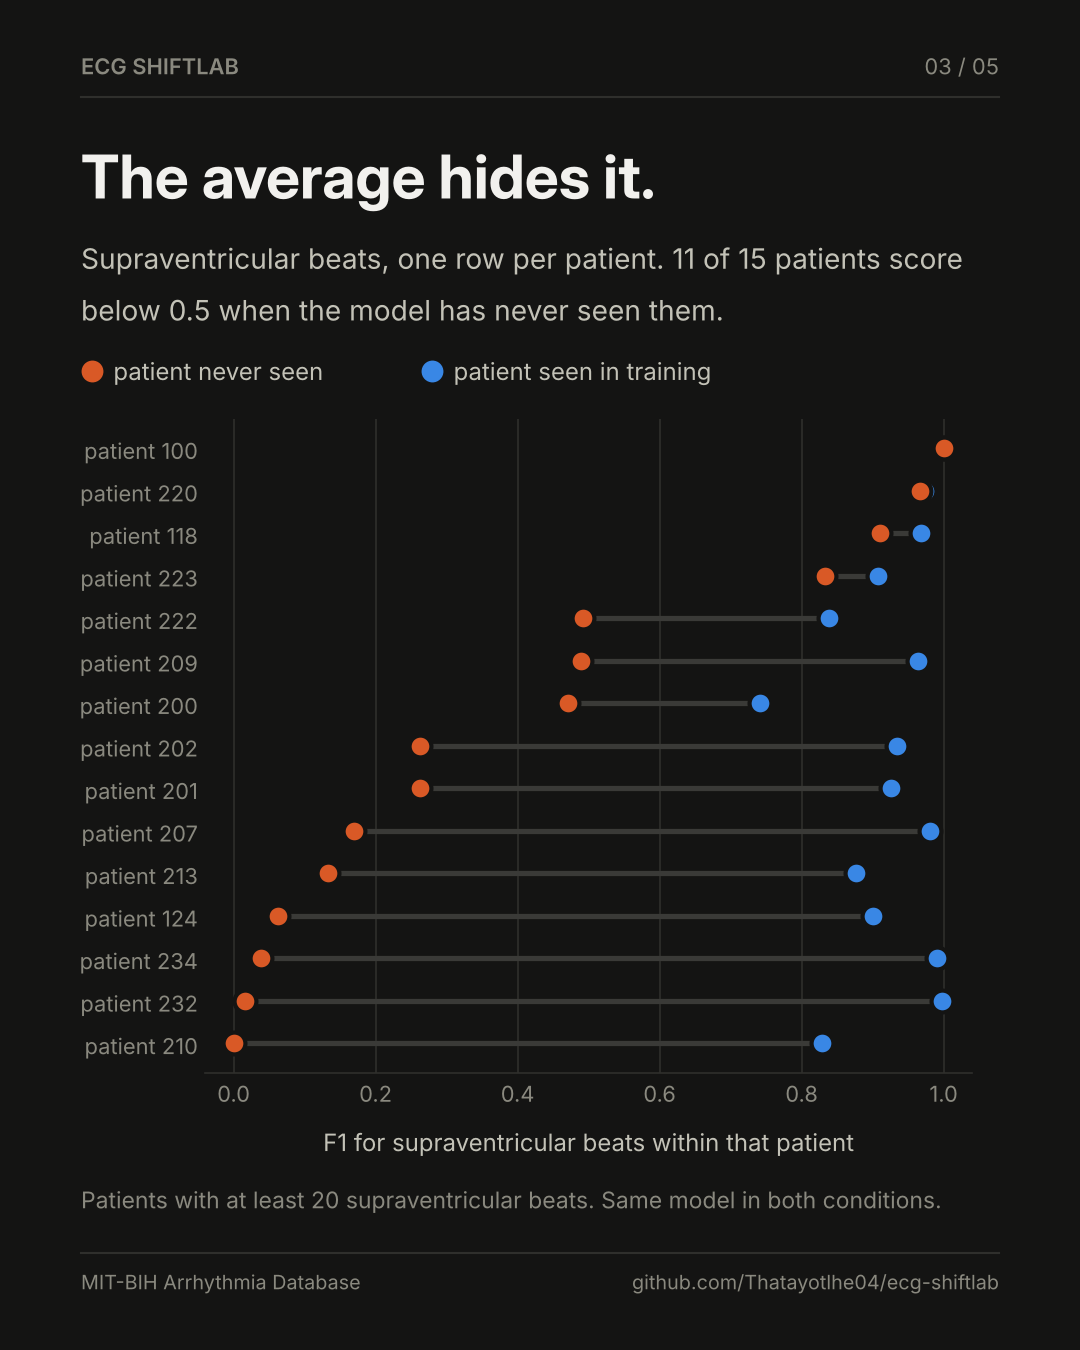 ECG SHIFTLAB
03 / 05
The average hides it.
Supraventricular beats, one row per patient. 11 of 15 patients score
below 0.5 when the model has never seen them.
patient never seen
patient seen in training
patient 100
patient 220
patient 118
patient 223
patient 222
patient 209
patient 200
patient 202
patient 201
patient 207
patient 213
patient 124
patient 234
patient 232
patient 210
0.0 0.2 0.4 0.6 0.8 1.0
F1 for supraventricular beats within that patient
Patients with at least 20 supraventricular beats. Same model in both conditions.
MIT-BIH Arrhythmia Database
github.com/Thatayotlhe04/ecg-shiftlab